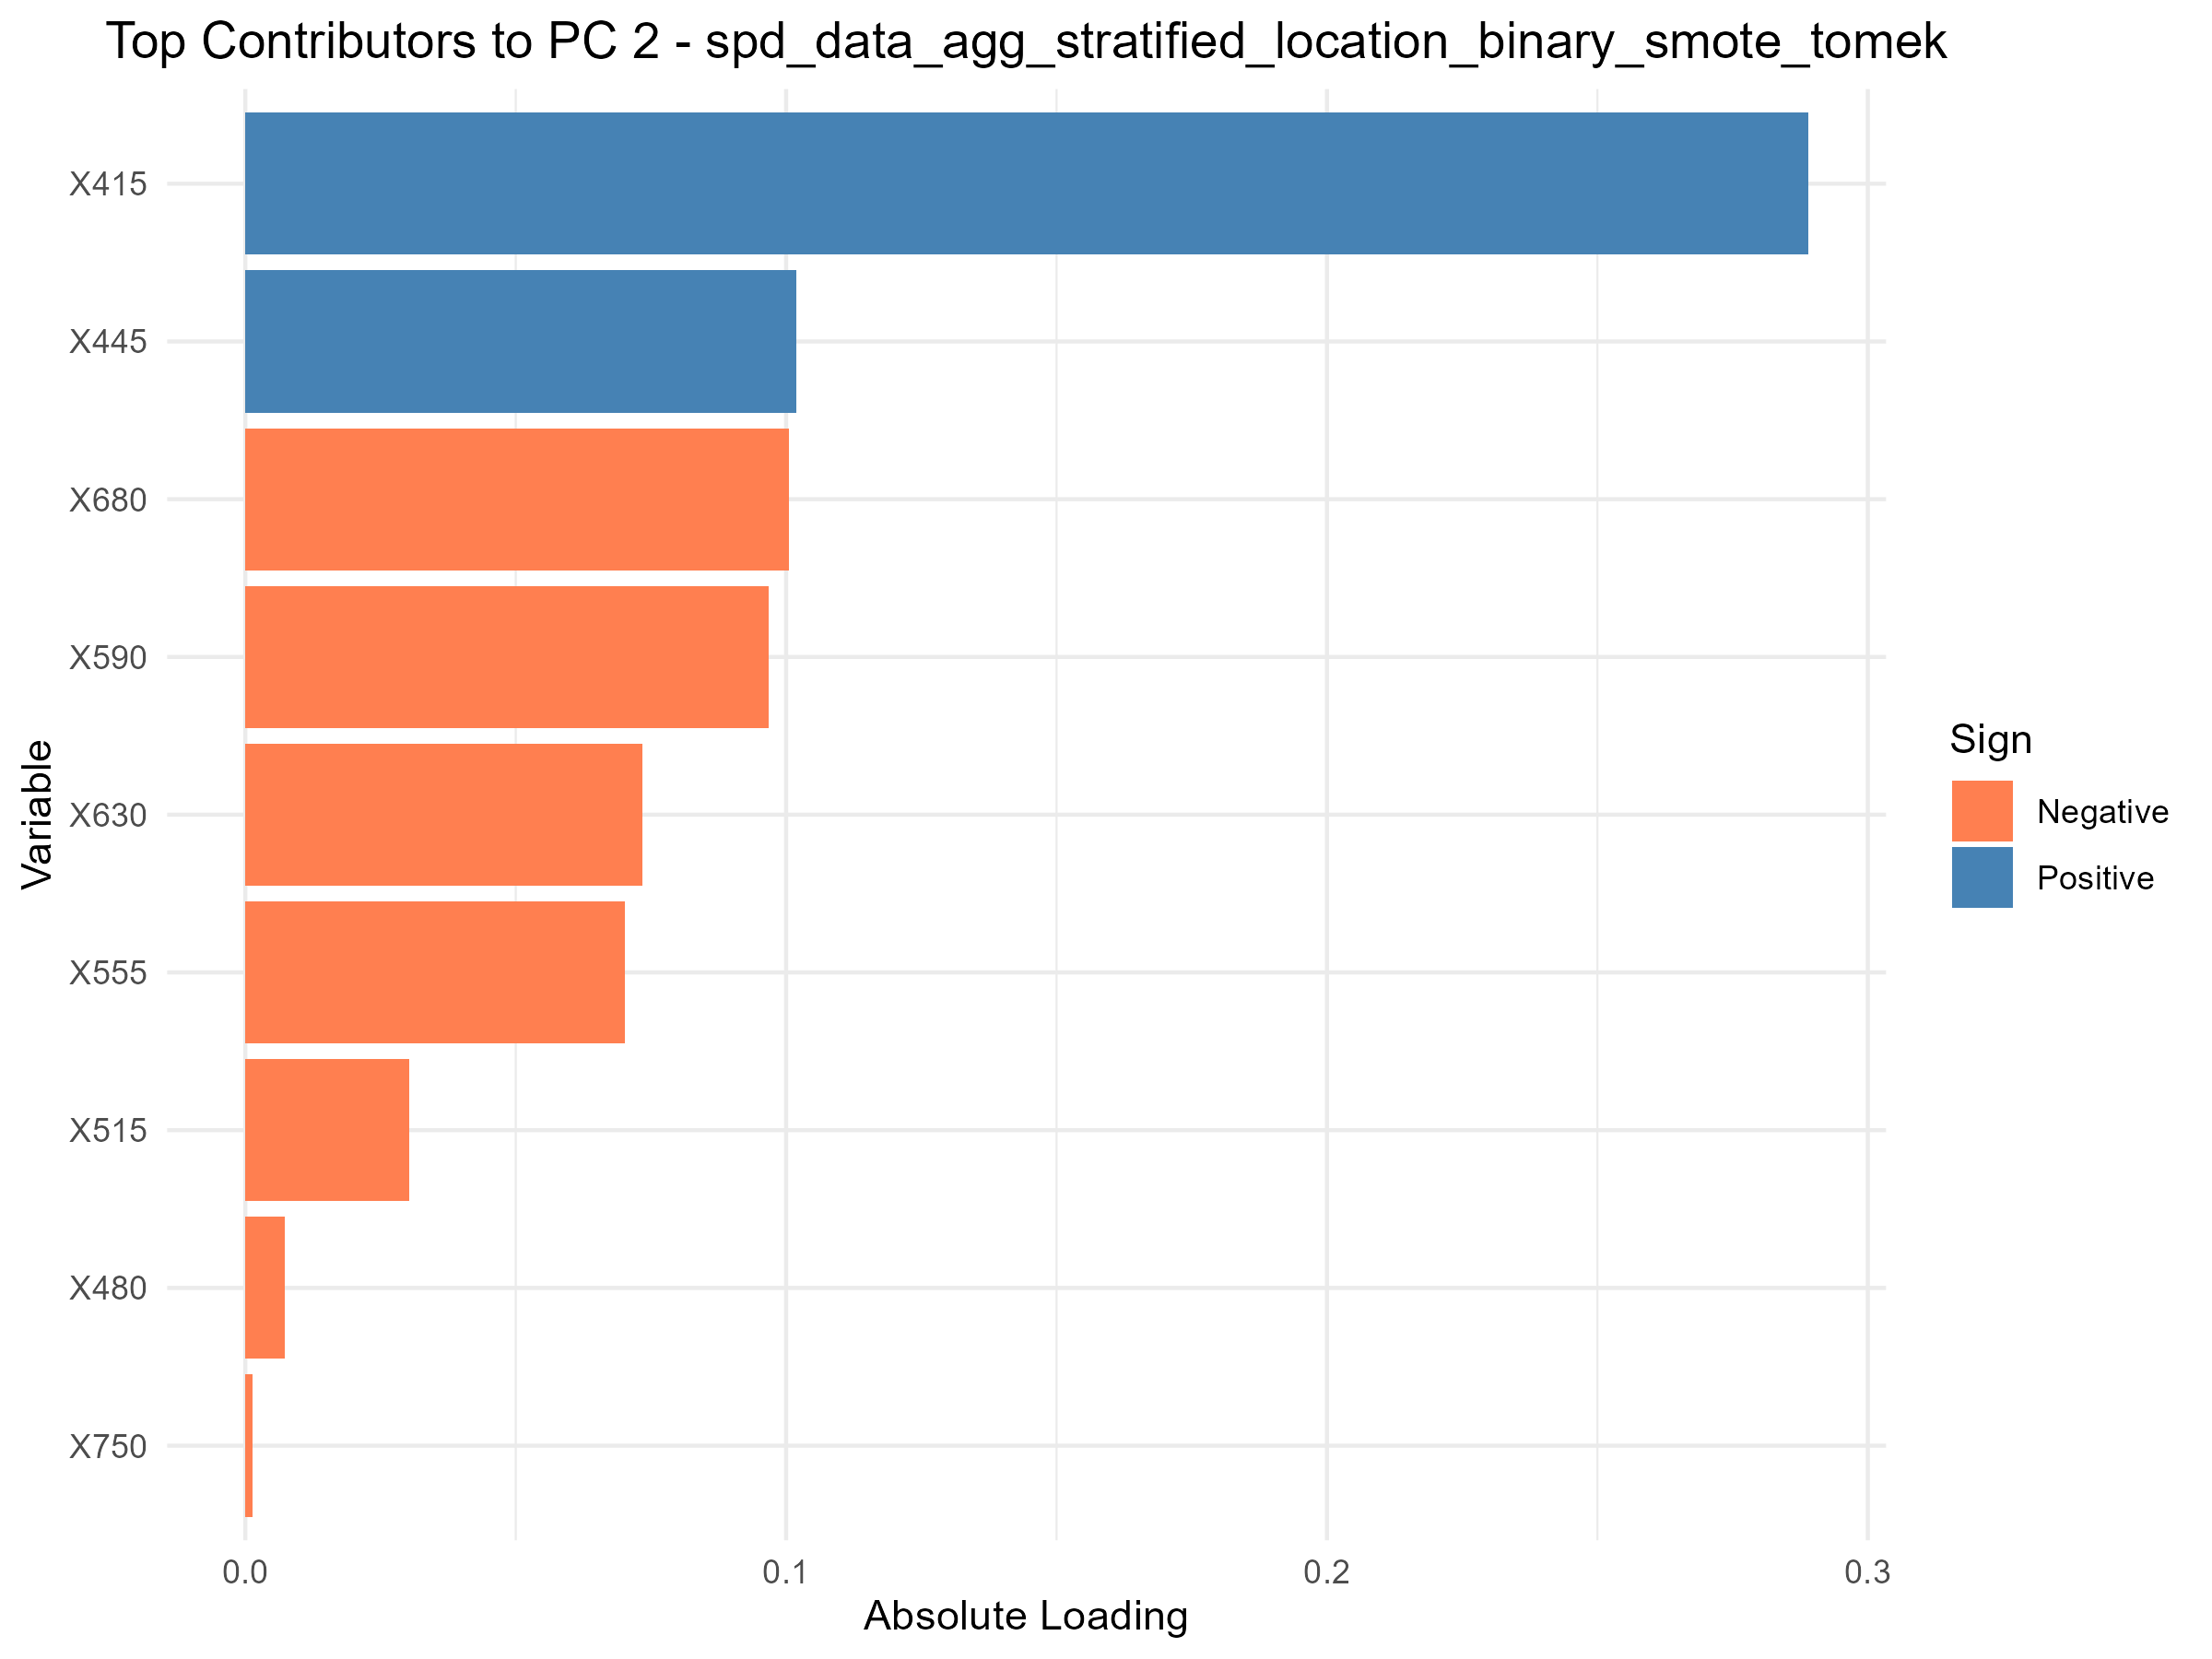 Top Contributors to PC 2 - spd_data_agg_stratified_location_binary_smote_tomek
X415
X445
X680
X590
X630
X555
X515
X480
X750
Variable
0.0 0.1 0.2 0.3
Absolute Loading
Sign
Negative
Positive